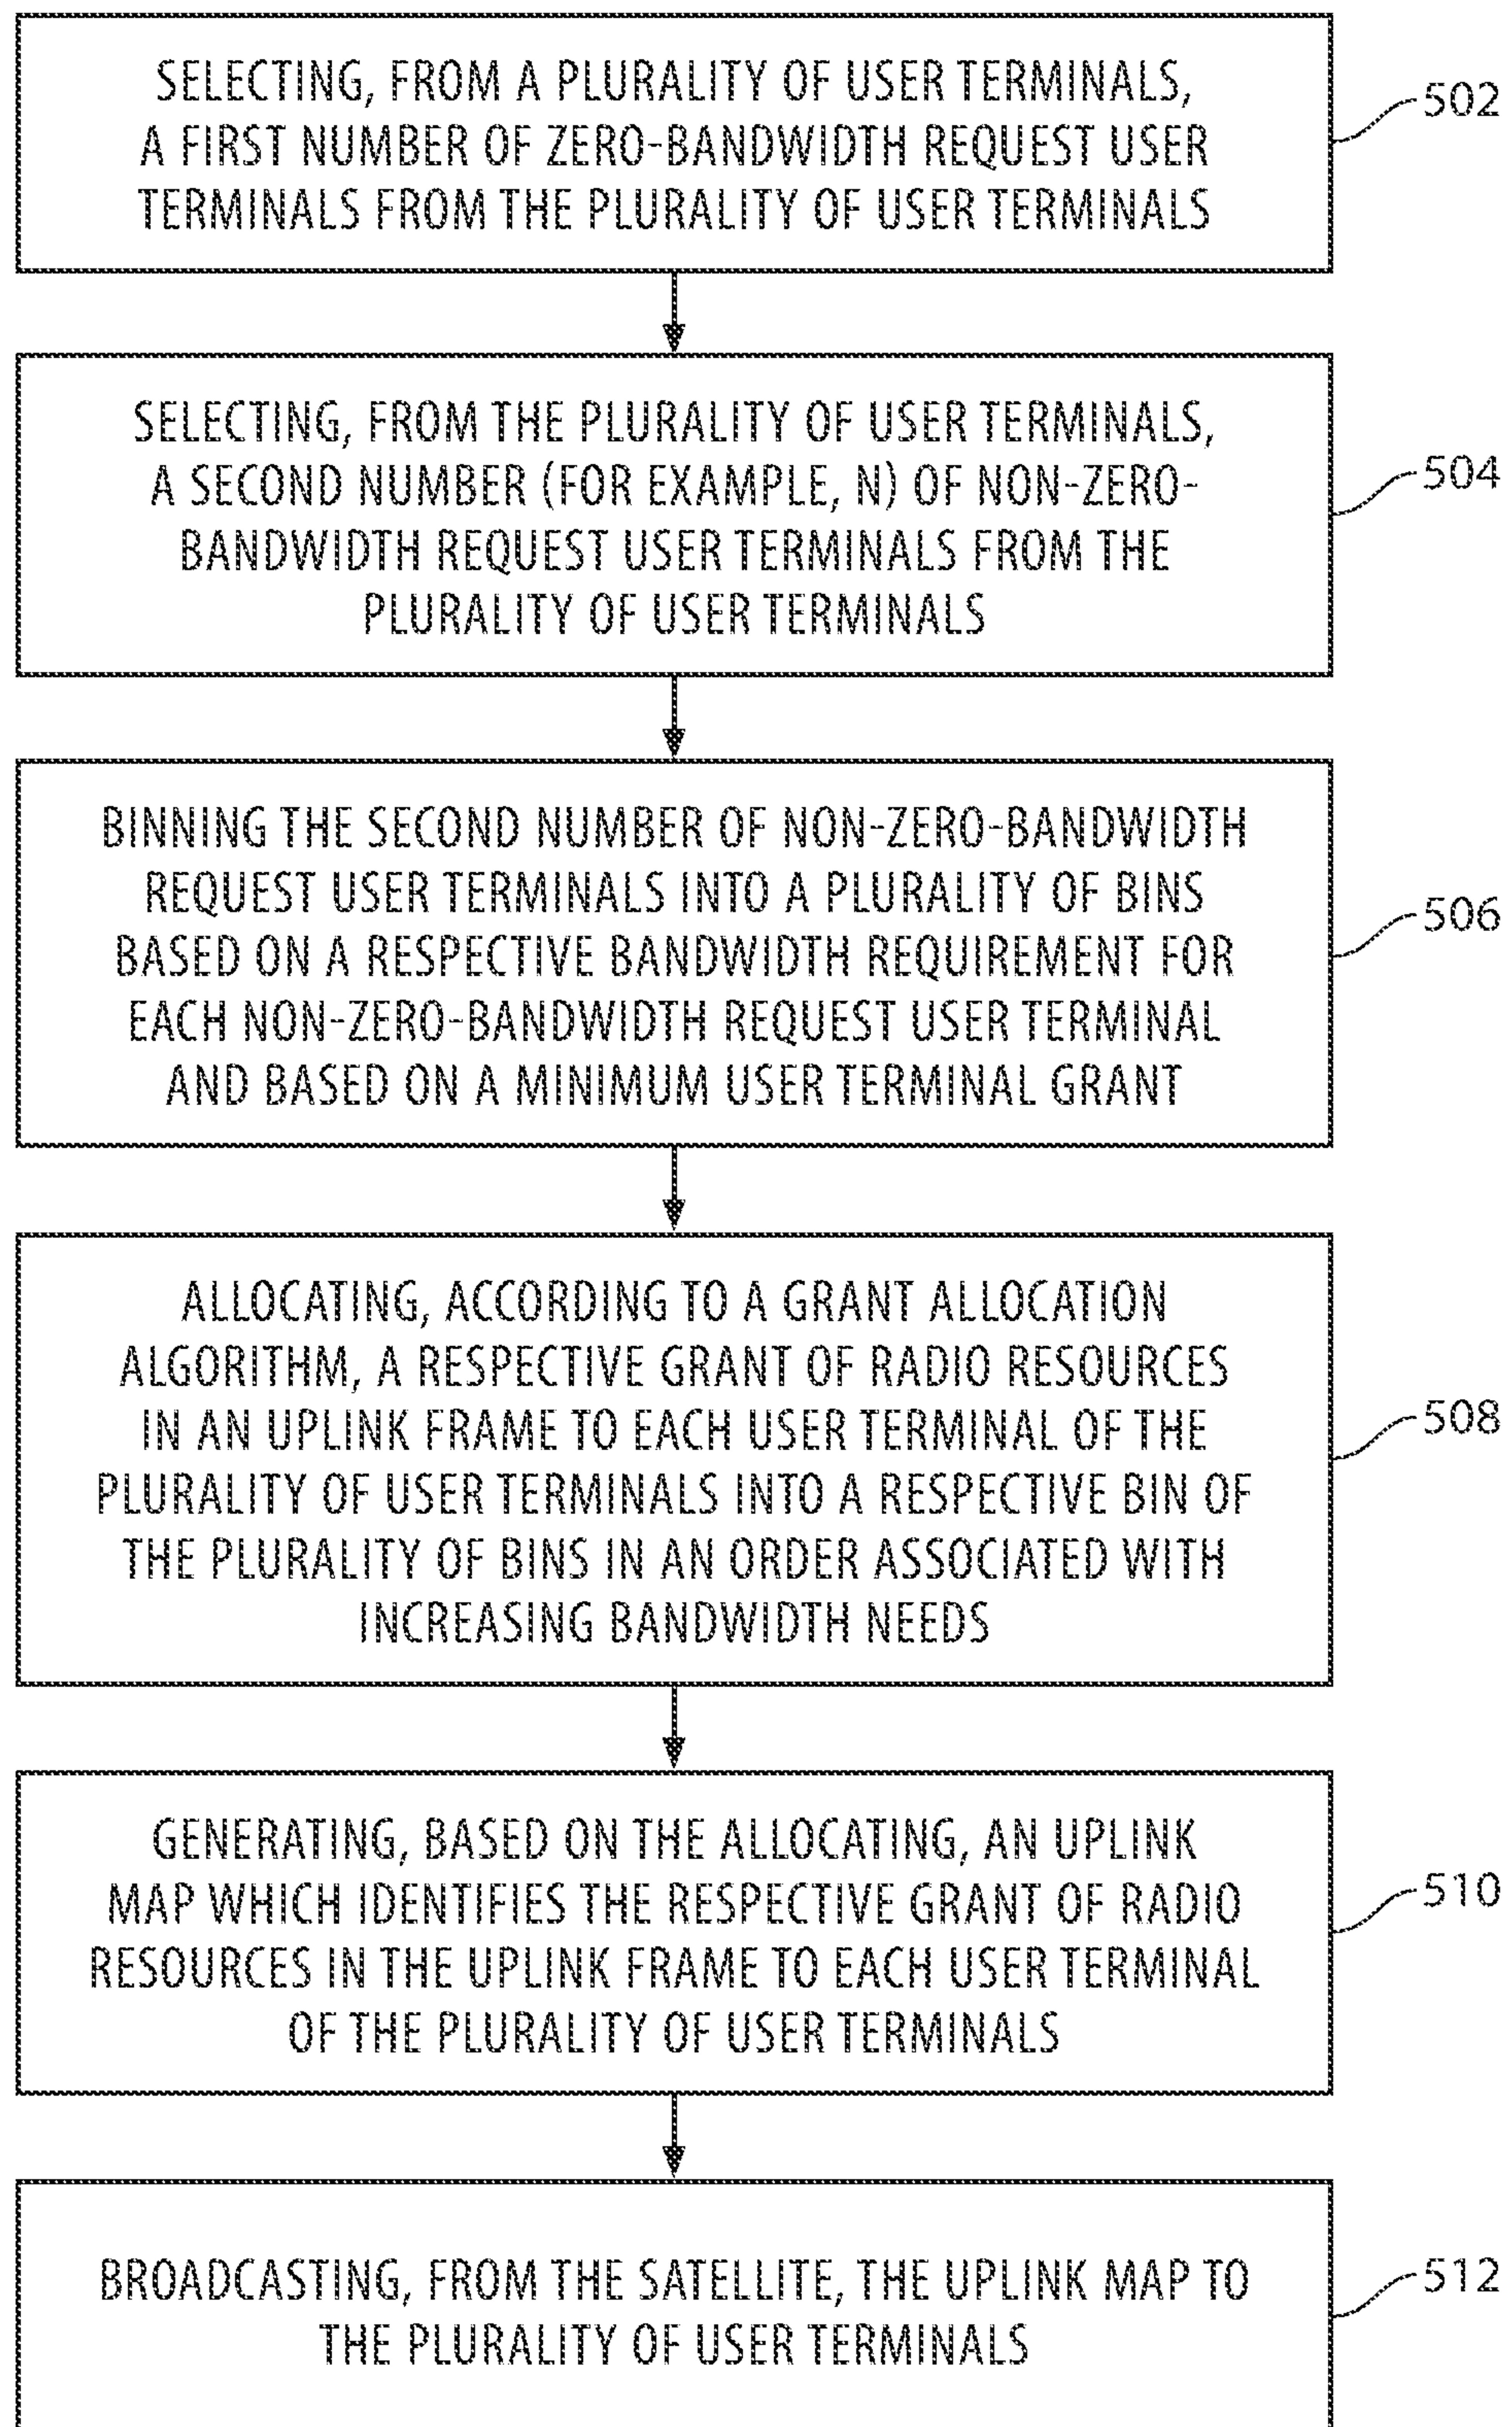 SELECTING, FROM A PLURALITY OF USER TERMINALS,
A FIRST NUMBER OF ZERO-BANDWIDTH REQUEST USER
TERMINALS FROM THE PLURALITY OF USER TERMINALS
502
SELECTING, FROM THE PLURALITY OF USER TERMINALS,
A SECOND NUMBER (FOR EXAMPLE, N) OF NON-ZERO-
BANDWIDTH REQUEST USER TERMINALS FROM THE
PLURALITY OF USER TERMINALS
504
BINNING THE SECOND NUMBER OF NON-ZERO-BANDWIDTH
REQUEST USER TERMINALS INTO A PLURALITY OF BINS
BASED ON A RESPECTIVE BANDWIDTH REQUIREMENT FOR
EACH NON-ZERO-BANDWIDTH REQUEST USER TERMINAL
AND BASED ON A MINIMUM USER TERMINAL GRANT
506
ALLOCATING, ACCORDING TO A GRANT ALLOCATION
ALGORITHM, A RESPECTIVE GRANT OF RADIO RESOURCES
IN AN UPLINK FRAME TO EACH USER TERMINAL OF THE
PLURALITY OF USER TERMINALS INTO A RESPECTIVE BIN OF
THE PLURALITY OF BINS IN AN ORDER ASSOCIATED WITH
INCREASING BANDWIDTH NEEDS
508
GENERATING, BASED ON THE ALLOCATING, AN UPLINK
MAP WHICH IDENTIFIES THE RESPECTIVE GRANT OF RADIO
RESOURCES IN THE UPLINK FRAME TO EACH USER TERMINAL
OF THE PLURALITY OF USER TERMINALS
510
BROADCASTING, FROM THE SATELLITE, THE UPLINK MAP TO
THE PLURALITY OF USER TERMINALS
512